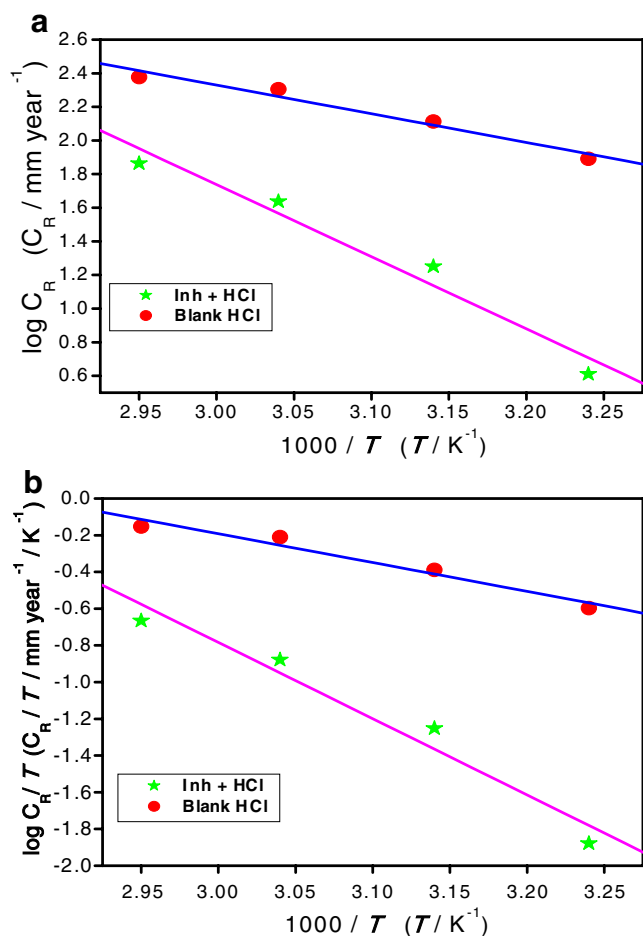 a
2.6
2.4
2.2
2.0
1.8
1.6
1.4
1.2
1.0
0.8
0.6
log C_R (C_R / mm year⁻¹)
Inh + HCl
Blank HCl
2.95 3.00 3.05 3.10 3.15 3.20 3.25
1000 / T (T / K⁻¹)
b
0.0
-0.2
-0.4
-0.6
-0.8
-1.0
-1.2
-1.4
-1.6
-1.8
-2.0
log C_R / T (C_R / T / mm year⁻¹ / K⁻¹)
Inh + HCl
Blank HCl
2.95 3.00 3.05 3.10 3.15 3.20 3.25
1000 / T (T / K⁻¹)